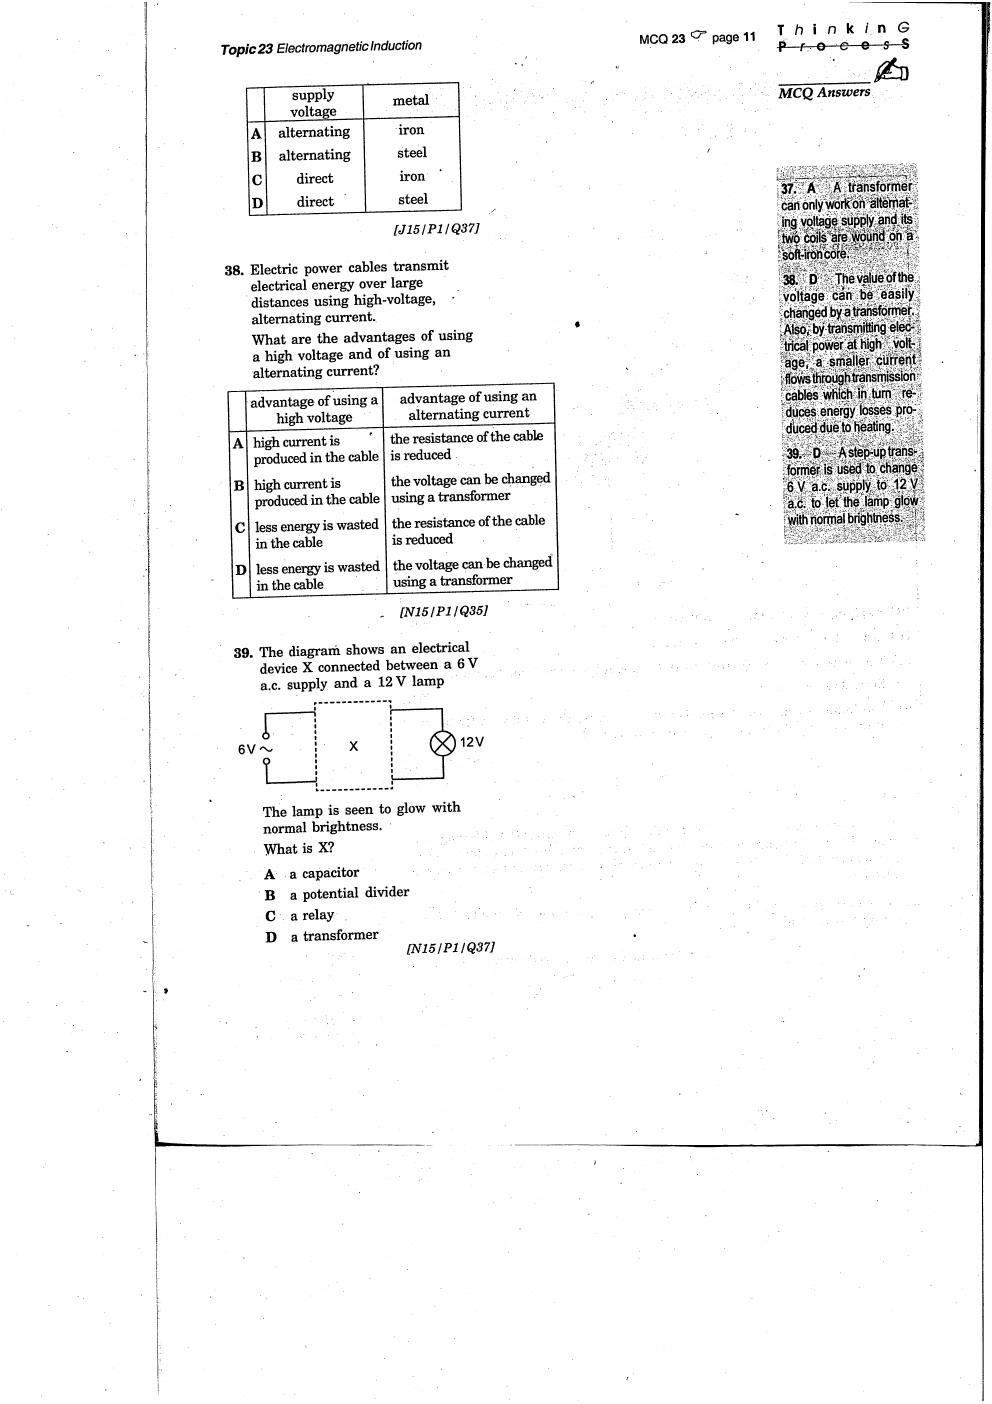 Topic 23 Electromagnetic Induction
MCQ 23 page 11
ThinkinG
ProcesS
MCQ Answers
supply voltage metal
A alternating iron
B alternating steel
C direct iron
D direct steel
[J15/P1/Q37]
38. Electric power cables transmit
electrical energy over large
distances using high-voltage,
alternating current.
What are the advantages of using
a high voltage and of using an
alternating current?
advantage of using a advantage of using an
high voltage alternating current
A high current is the resistance of the cable
produced in the cable is reduced
B high current is the voltage can be changed
produced in the cable using a transformer
C less energy is wasted the resistance of the cable
in the cable is reduced
D less energy is wasted the voltage can be changed
in the cable using a transformer
[N15/P1/Q35]
39. The diagram shows an electrical
device X connected between a 6 V
a.c. supply and a 12 V lamp
6V ~ X 12V
The lamp is seen to glow with
normal brightness.
What is X?
A a capacitor
B a potential divider
C a relay
D a transformer
[N15/P1/Q37]
37. A A transformer
can only work on alternat-
ing voltage supply and its
two coils are wound on a
soft-iron core.
38. D The value of the
voltage can be easily
changed by a transformer.
Also, by transmitting elec-
trical power at high volt-
age, a smaller current
flows through transmission
cables which in turn re-
duces energy losses pro-
duced due to heating.
39. D A step-up trans-
former is used to change
6 V a.c. supply to 12 V
a.c. to let the lamp glow
with normal brightness.